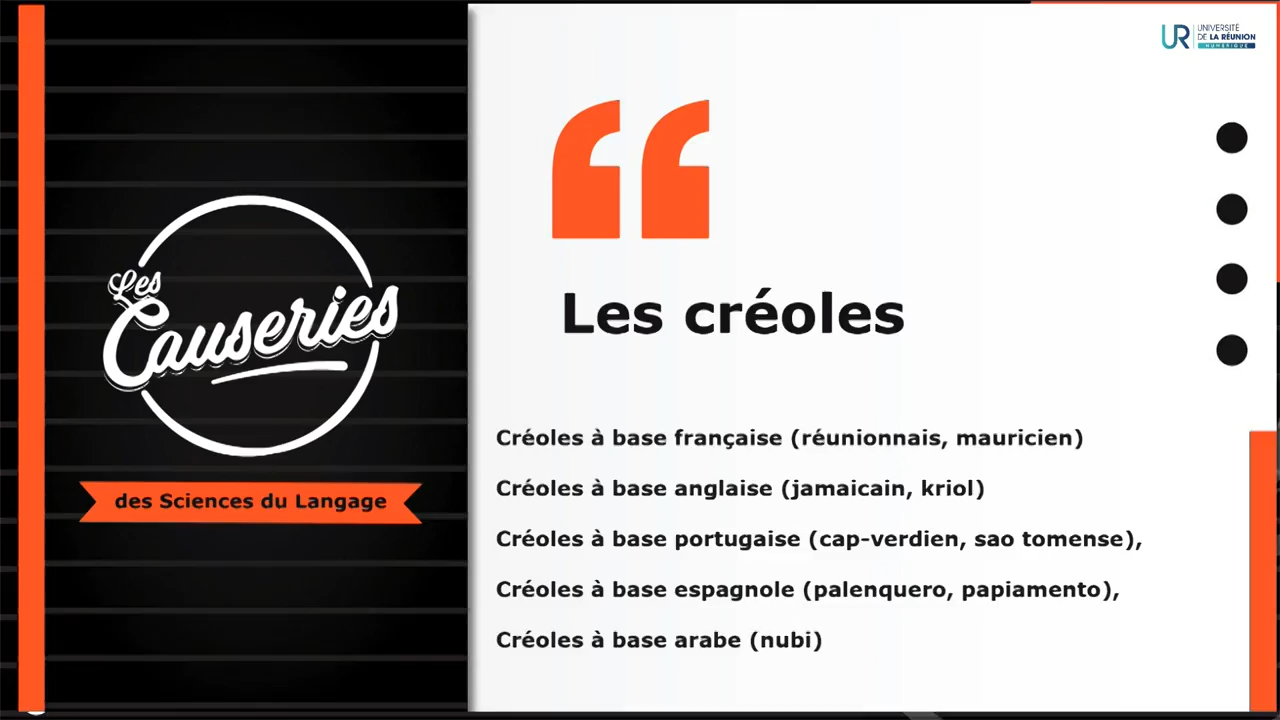 Les
Causeries
des Sciences du Langage
UR
UNIVERSITÉ
DE LA RÉUNION
NUMÉRIQUE
Les créoles
Créoles à base française (réunionnais, mauricien)
Créoles à base anglaise (jamaicain, kriol)
Créoles à base portugaise (cap-verdien, sao tomense),
Créoles à base espagnole (palenquero, papiamento),
Créoles à base arabe (nubi)